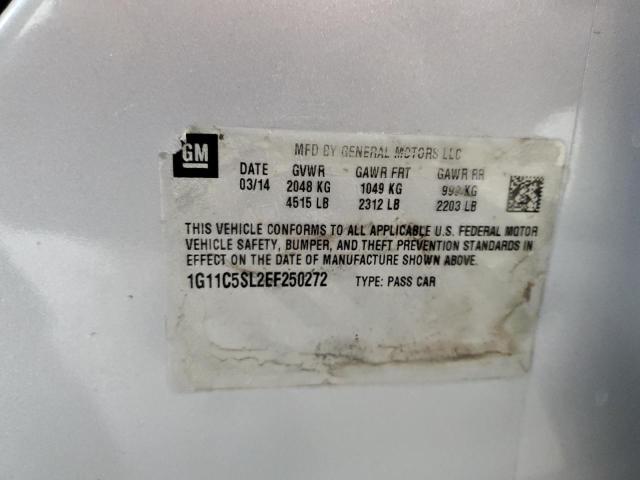 GM
MFD BY GENERAL MOTORS LLC
DATE GVWR GAWR FRT GAWR RR
03/14 2048 KG 1049 KG 999 KG
4515 LB 2312 LB 2203 LB
THIS VEHICLE CONFORMS TO ALL APPLICABLE U.S. FEDERAL MOTOR
VEHICLE SAFETY, BUMPER, AND THEFT PREVENTION STANDARDS IN
EFFECT ON THE DATE OF MANUFACTURE SHOWN ABOVE.
1G11C5SL2EF250272 TYPE: PASS CAR